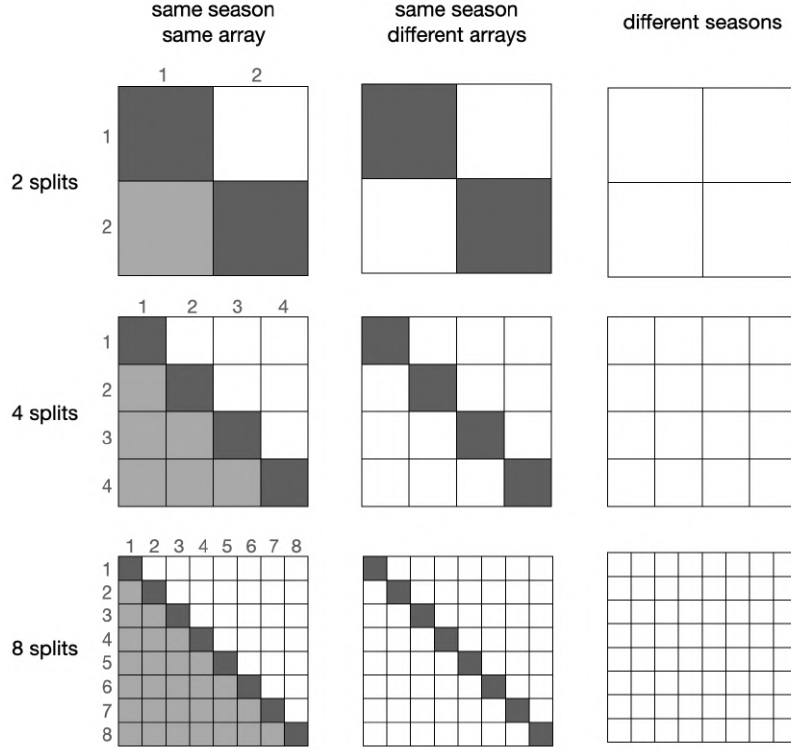 same season
same array
same season
different arrays
different seasons
1 2
1
2 splits
2
1 2 3 4
1
2
4 splits
3
4
1 2 3 4 5 6 7 8
1
2
3
4
8 splits
5
6
7
8